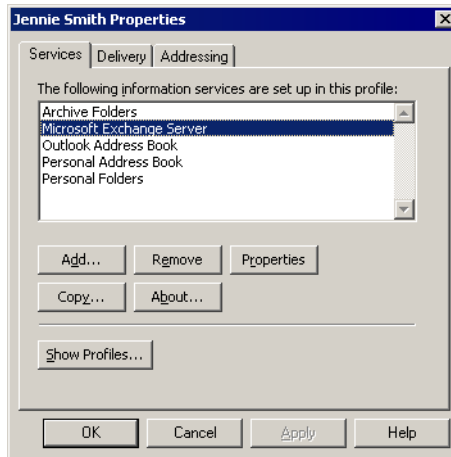 Jennie Smith Properties
Services Delivery Addressing
The following information services are set up in this profile:
Archive Folders
Microsoft Exchange Server
Outlook Address Book
Personal Address Book
Personal Folders
Add... Remove Properties
Copy... About...
Show Profiles...
OK Cancel Apply Help